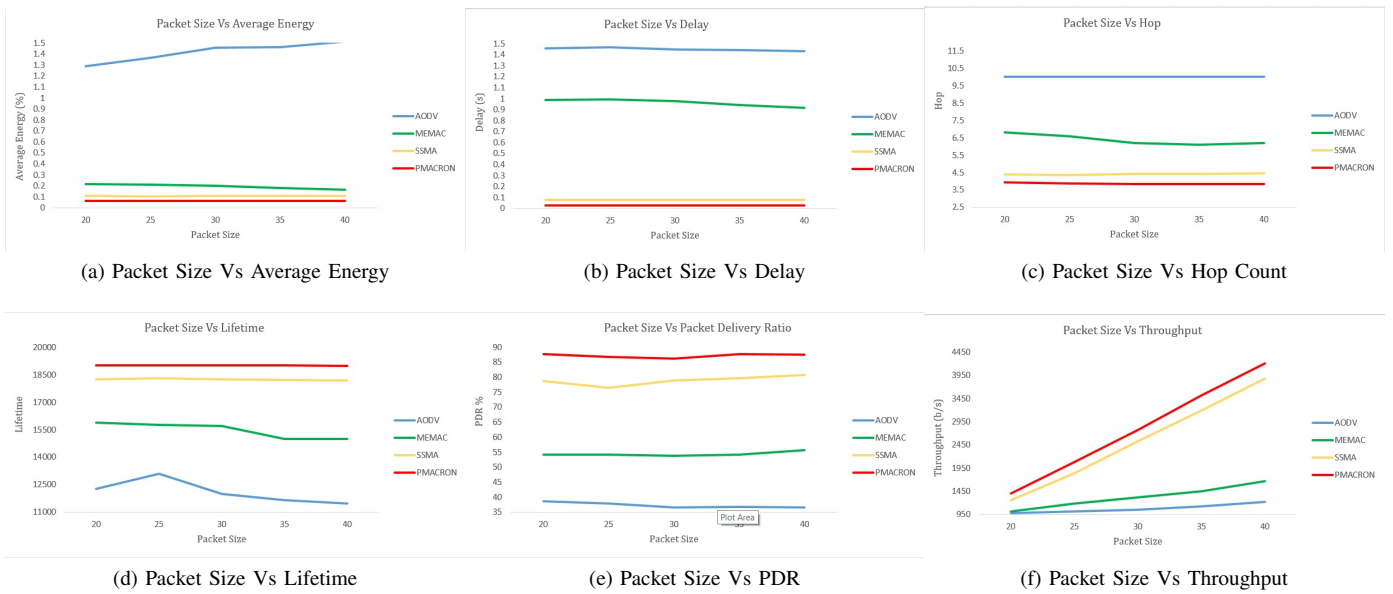 Packet Size Vs Average Energy
1.5
1.4
1.3
1.2
1.1
1
0.9
0.8
0.7
0.6
0.5
0.4
0.3
0.2
0.1
0
Average Energy (%)
20 25 30 35 40
Packet Size
AODV
MEMAC
SSMA
PMACRON
(a) Packet Size Vs Average Energy
Packet Size Vs Delay
1.5
1.4
1.3
1.2
1.1
1
0.9
0.8
0.7
0.6
0.5
0.4
0.3
0.2
0.1
0
Delay (s)
20 25 30 35 40
Packet Size
AODV
MEMAC
SSMA
PMACRON
(b) Packet Size Vs Delay
Packet Size Vs Hop
11.5
10.5
9.5
8.5
7.5
6.5
5.5
4.5
3.5
2.5
Hop
20 25 30 35 40
Packet Size
AODV
MEMAC
SSMA
PMACRON
(c) Packet Size Vs Hop Count
Packet Size Vs Lifetime
20000
18500
17000
15500
14000
12500
11000
Lifetime
20 25 30 35 40
Packet Size
AODV
MEMAC
SSMA
PMACRON
(d) Packet Size Vs Lifetime
Packet Size Vs Packet Delivery Ratio
90
85
80
75
70
65
60
55
50
45
40
35
PDR %
20 25 30 40
Plot Area
Packet Size
AODV
MEMAC
SSMA
PMACRON
(e) Packet Size Vs PDR
Packet Size Vs Throughput
4450
3950
3450
2950
2450
1950
1450
950
Throughput (b/s)
20 25 30 35 40
Packet Size
AODV
MEMAC
SSMA
PMACRON
(f) Packet Size Vs Throughput